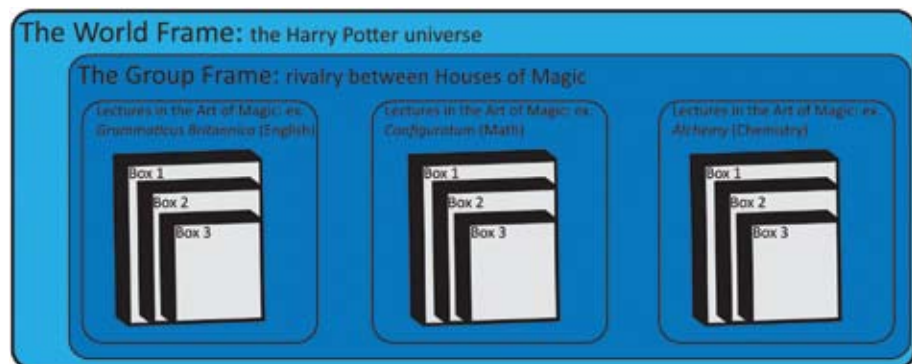 The World Frame: the Harry Potter universe
The Group Frame: rivalry between Houses of Magic
Lectures in the Art of Magic: ex.
Grammaticus Britannica (English)
Box 1
Box 2
Box 3
Lectures in the Art of Magic: ex.
Configuratum (Math)
Box 1
Box 2
Box 3
Lectures in the Art of Magic: ex.
Alchemy (Chemistry)
Box 1
Box 2
Box 3